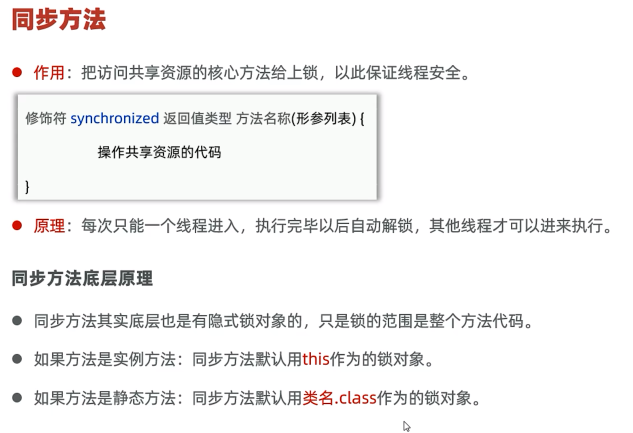 同步方法
作用：把访问共享资源的核心方法给上锁，以此保证线程安全。
修饰符 synchronized 返回值类型 方法名称(形参列表) {
操作共享资源的代码
}
原理：每次只能一个线程进入，执行完毕以后自动解锁，其他线程才可以进来执行。
同步方法底层原理
同步方法其实底层也是有隐式锁对象的，只是锁的范围是整个方法代码。
如果方法是实例方法：同步方法默认用this作为的锁对象。
如果方法是静态方法：同步方法默认用类名.class作为的锁对象。